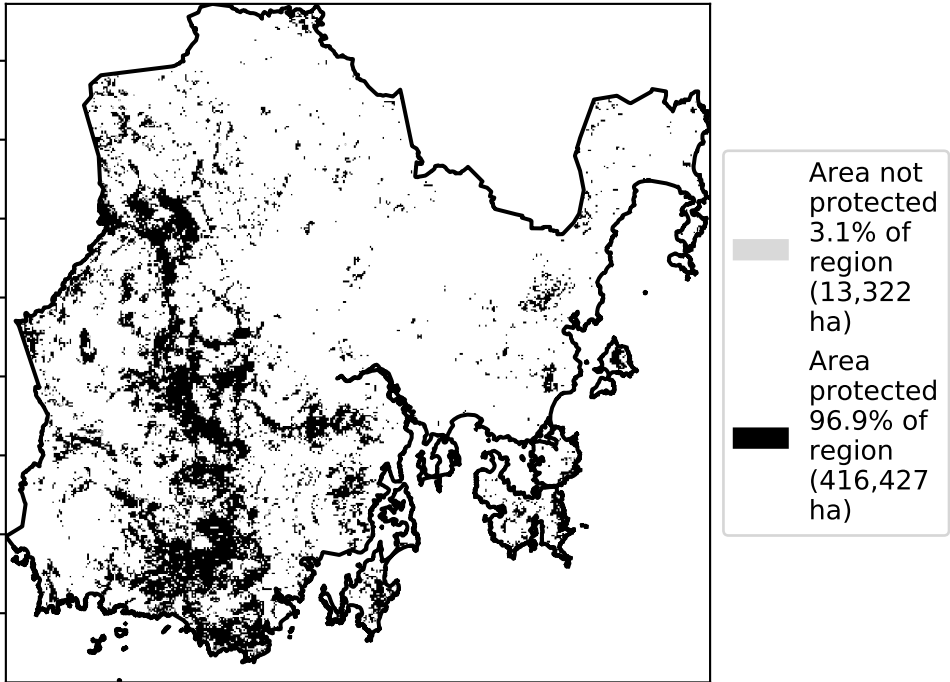 Area not
protected
3.1% of
region
(13,322
ha)
Area
protected
96.9% of
region
(416,427
ha)